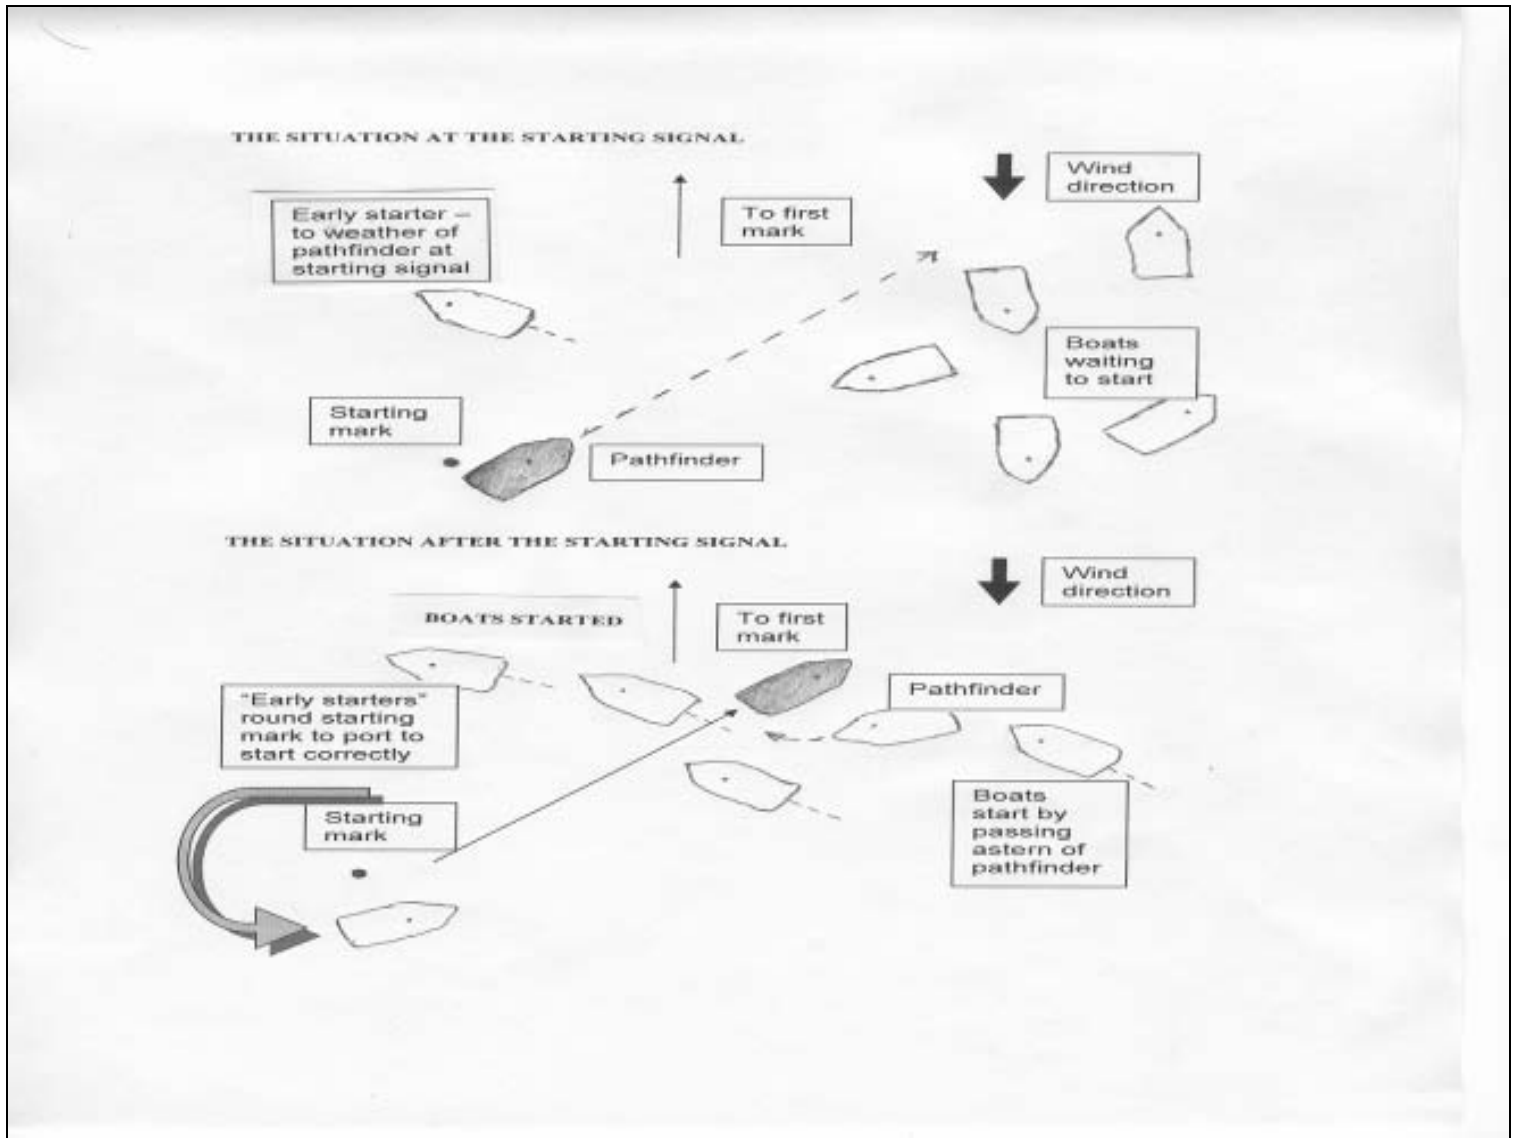 THE SITUATION AT THE STARTING SIGNAL
Wind
direction
Early starter –
to weather of
pathfinder at
starting signal
To first
mark
Boats
waiting
to start
Starting
mark
Pathfinder
THE SITUATION AFTER THE STARTING SIGNAL
Wind
direction
BOATS STARTED
To first
mark
Pathfinder
"Early starters"
round starting
mark to port to
start correctly
Boats
start by
passing
astern of
pathfinder
Starting
mark